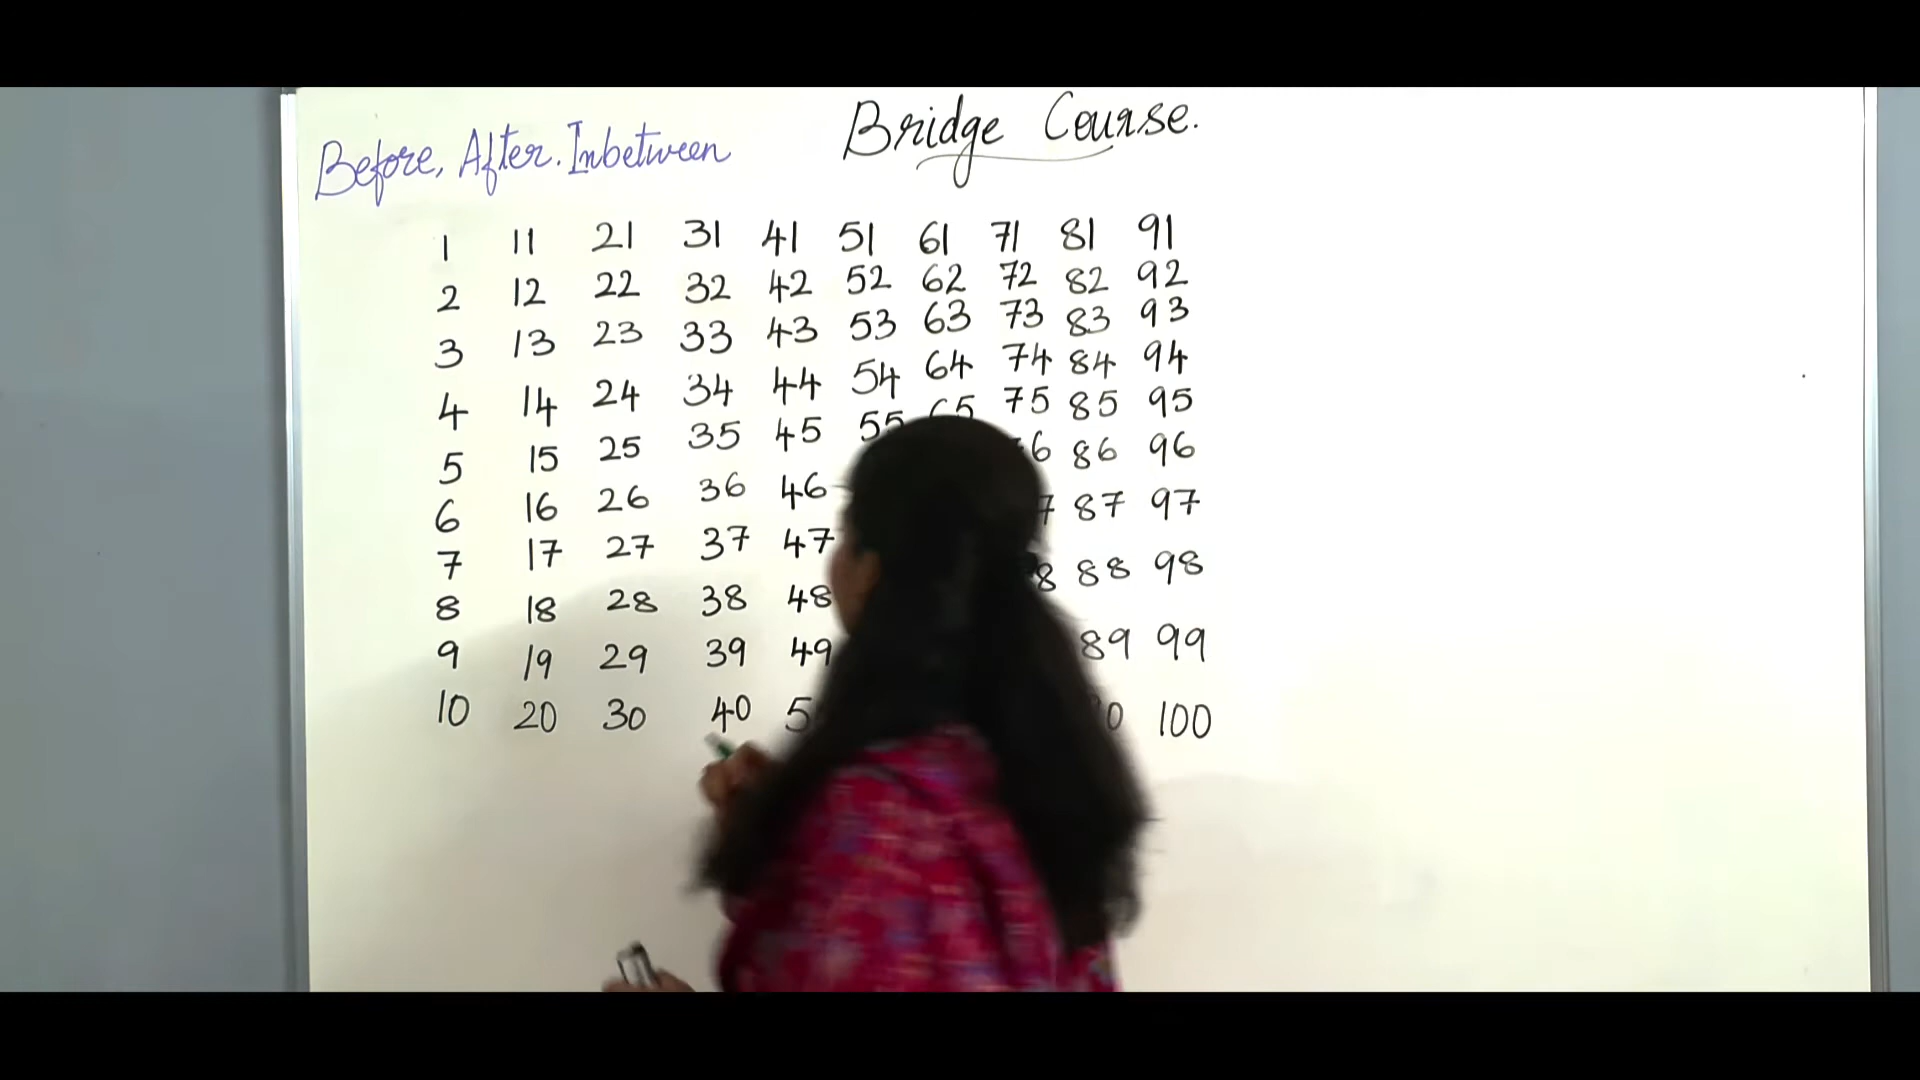 Bridge Course.
Before, After. Inbetween
1 11 21 31 41 51 61 71 81 91
2 12 22 32 42 52 62 72 82 92
3 13 23 33 43 53 63 73 83 93
4 14 24 34 44 54 64 74 84 94
5 15 25 35 45 55 65 75 85 95
6 16 26 36 46 86 96
7 17 27 37 47 87 97
8 18 28 38 48 88 98
9 19 29 39 49 89 99
10 20 30 40 100